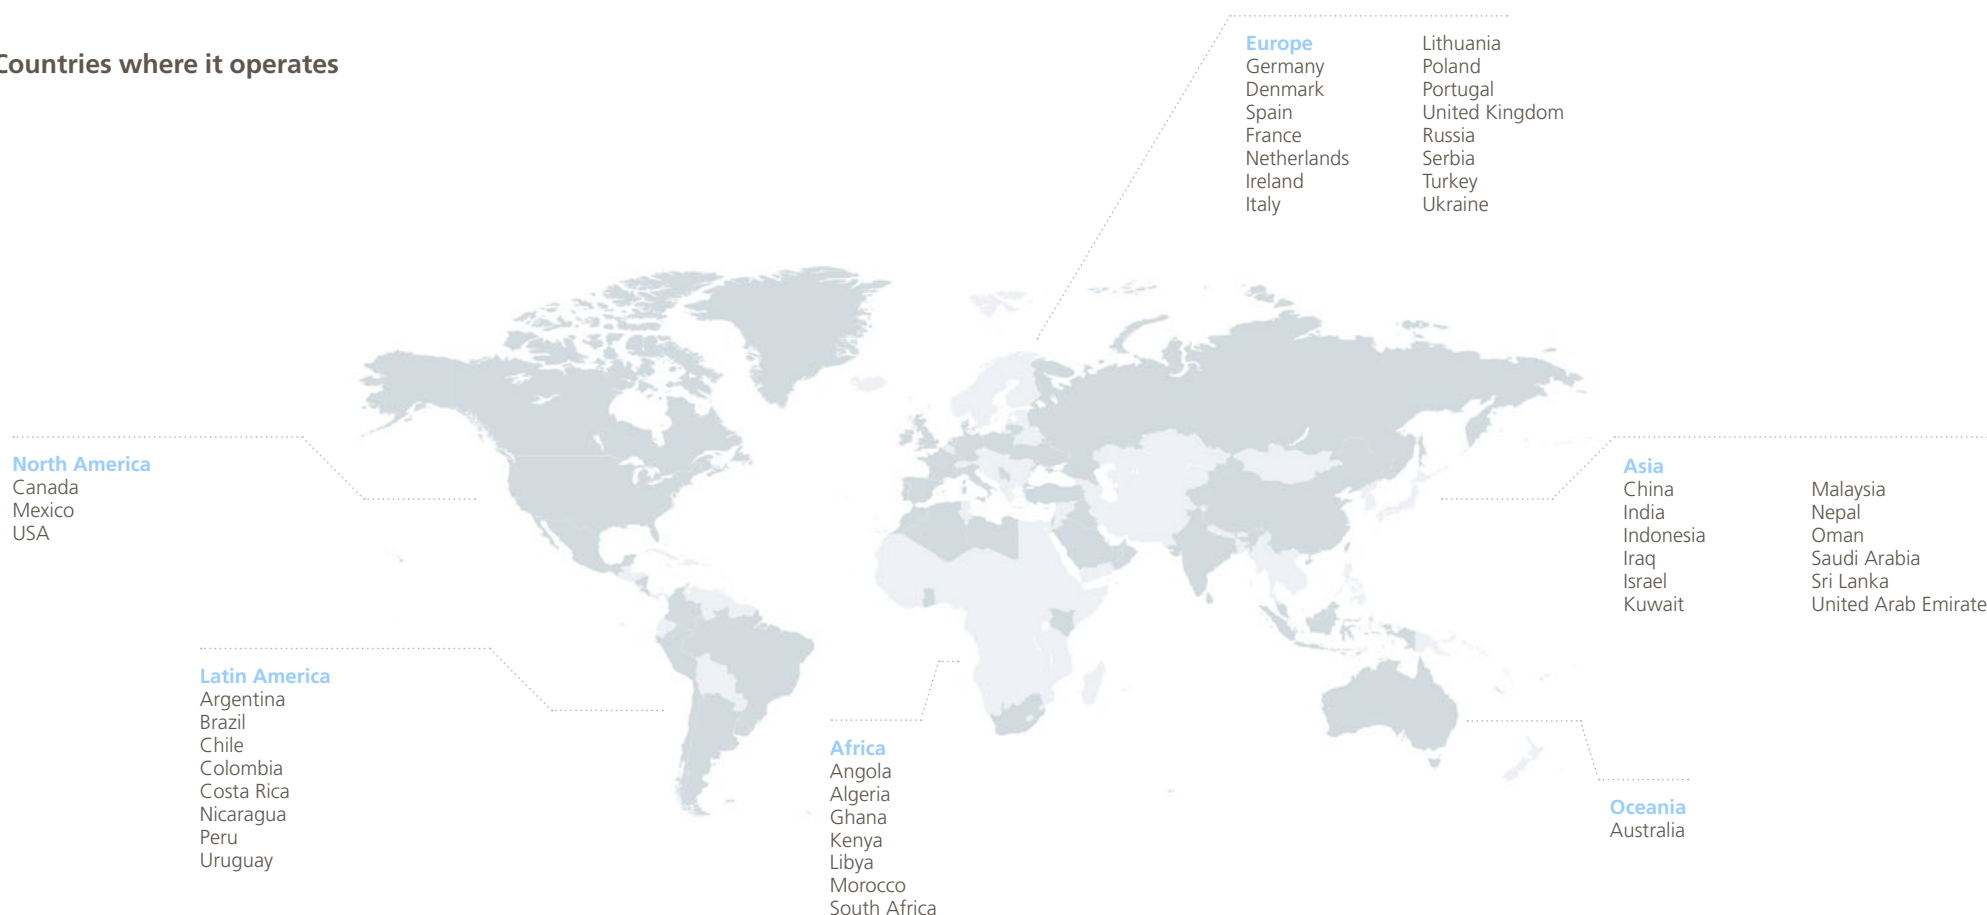 Countries where it operates
Europe
Germany
Denmark
Spain
France
Netherlands
Ireland
Italy
Lithuania
Poland
Portugal
United Kingdom
Russia
Serbia
Turkey
Ukraine
North America
Canada
Mexico
USA
Asia
China
India
Indonesia
Iraq
Israel
Kuwait
Malaysia
Nepal
Oman
Saudi Arabia
Sri Lanka
United Arab Emirate
Latin America
Argentina
Brazil
Chile
Colombia
Costa Rica
Nicaragua
Peru
Uruguay
Africa
Angola
Algeria
Ghana
Kenya
Libya
Morocco
South Africa
Oceania
Australia